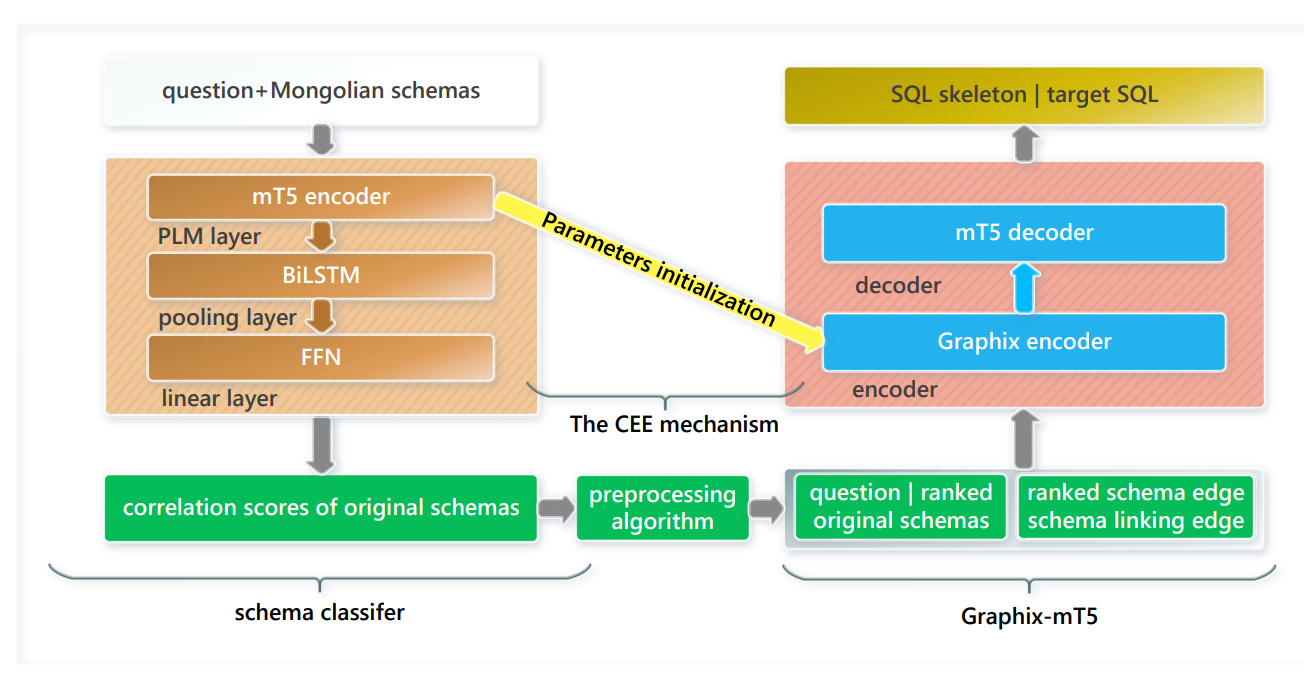 question+Mongolian schemas
mT5 encoder
PLM layer
BiLSTM
pooling layer
FFN
linear layer
correlation scores of original schemas
schema classifer
Parameters initialization
The CEE mechanism
preprocessing
algorithm
SQL skeleton | target SQL
mT5 decoder
decoder
Graphix encoder
encoder
question | ranked
original schemas
ranked schema edge
schema linking edge
Graphix-mT5